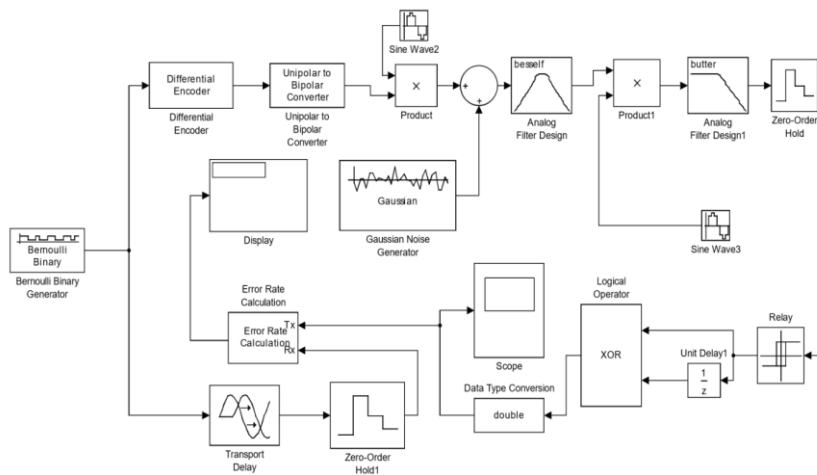 Sine Wave2
Differential
Encoder
Differential
Encoder
Unipolar to
Bipolar
Converter
Unipolar to
Bipolar
Converter
×
Product
+
+
besself
Analog
Filter Design
×
Product1
butter
Analog
Filter Design1
Zero-Order
Hold
Display
Gaussian
Gaussian Noise
Generator
Sine Wave3
Bernoulli
Binary
Bernoulli Binary
Generator
Error Rate
Calculation
Error Rate
Calculation
Tx
Rx
Scope
Logical
Operator
XOR
Unit Delay1
1
z
Relay
Data Type Conversion
double
Transport
Delay
Zero-Order
Hold1